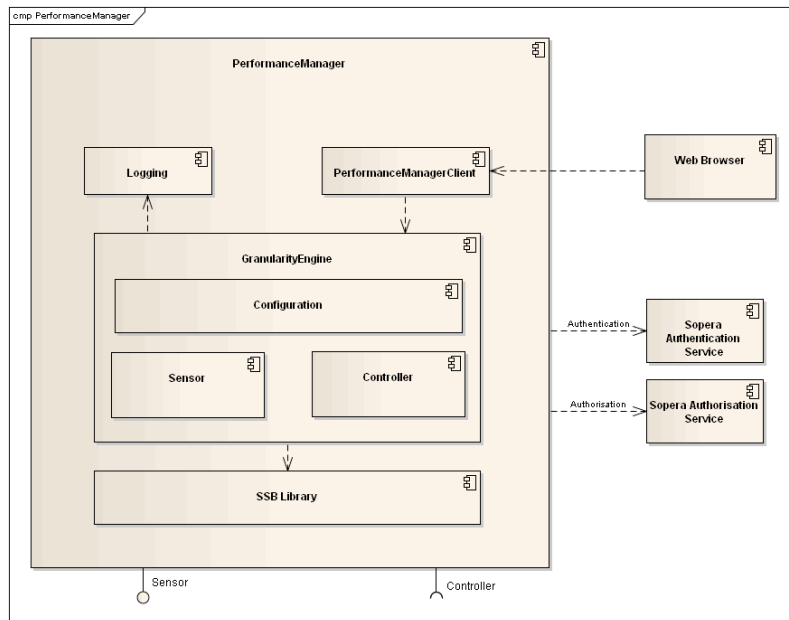 cmp PerformanceManager
PerformanceManager
Logging
PerformanceManagerClient
Web Browser
GranularityEngine
Configuration
Sensor
Controller
Authentication
Sopera
Authentication
Service
Authorisation
Sopera Authorisation
Service
SSB Library
Sensor
Controller